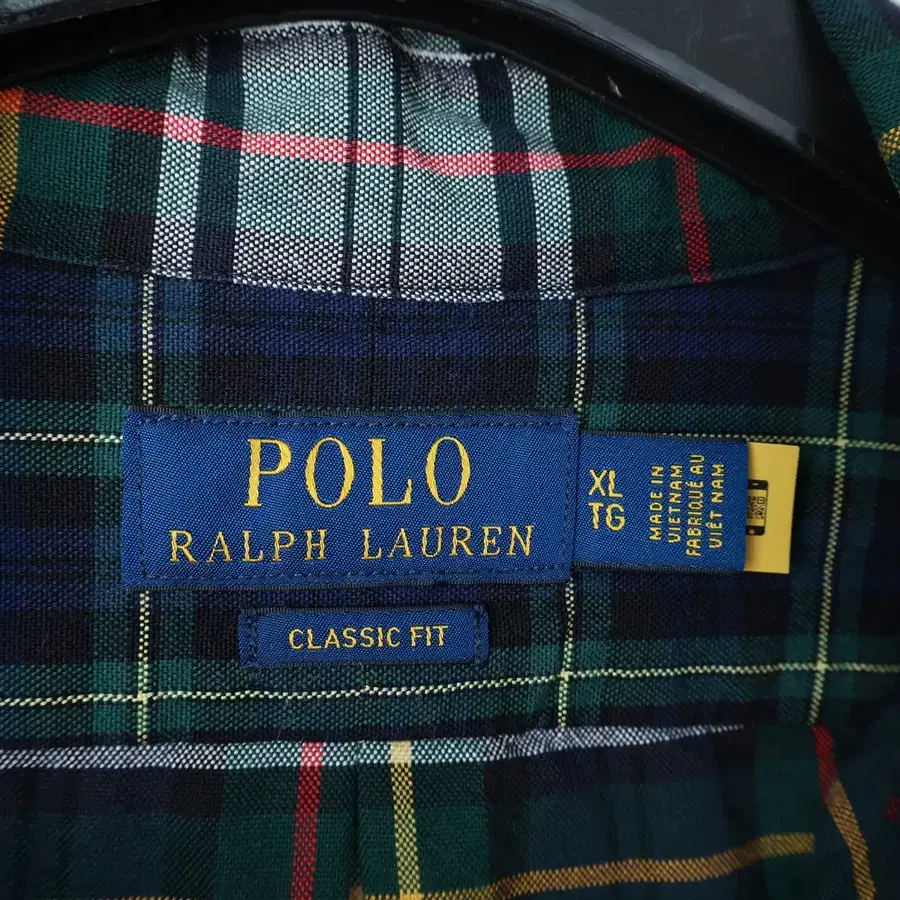 POLO
RALPH LAUREN
XL
TG
MADE IN
VIETNAM
FABRIQUÉ AU
VIÊT NAM
CLASSIC FIT